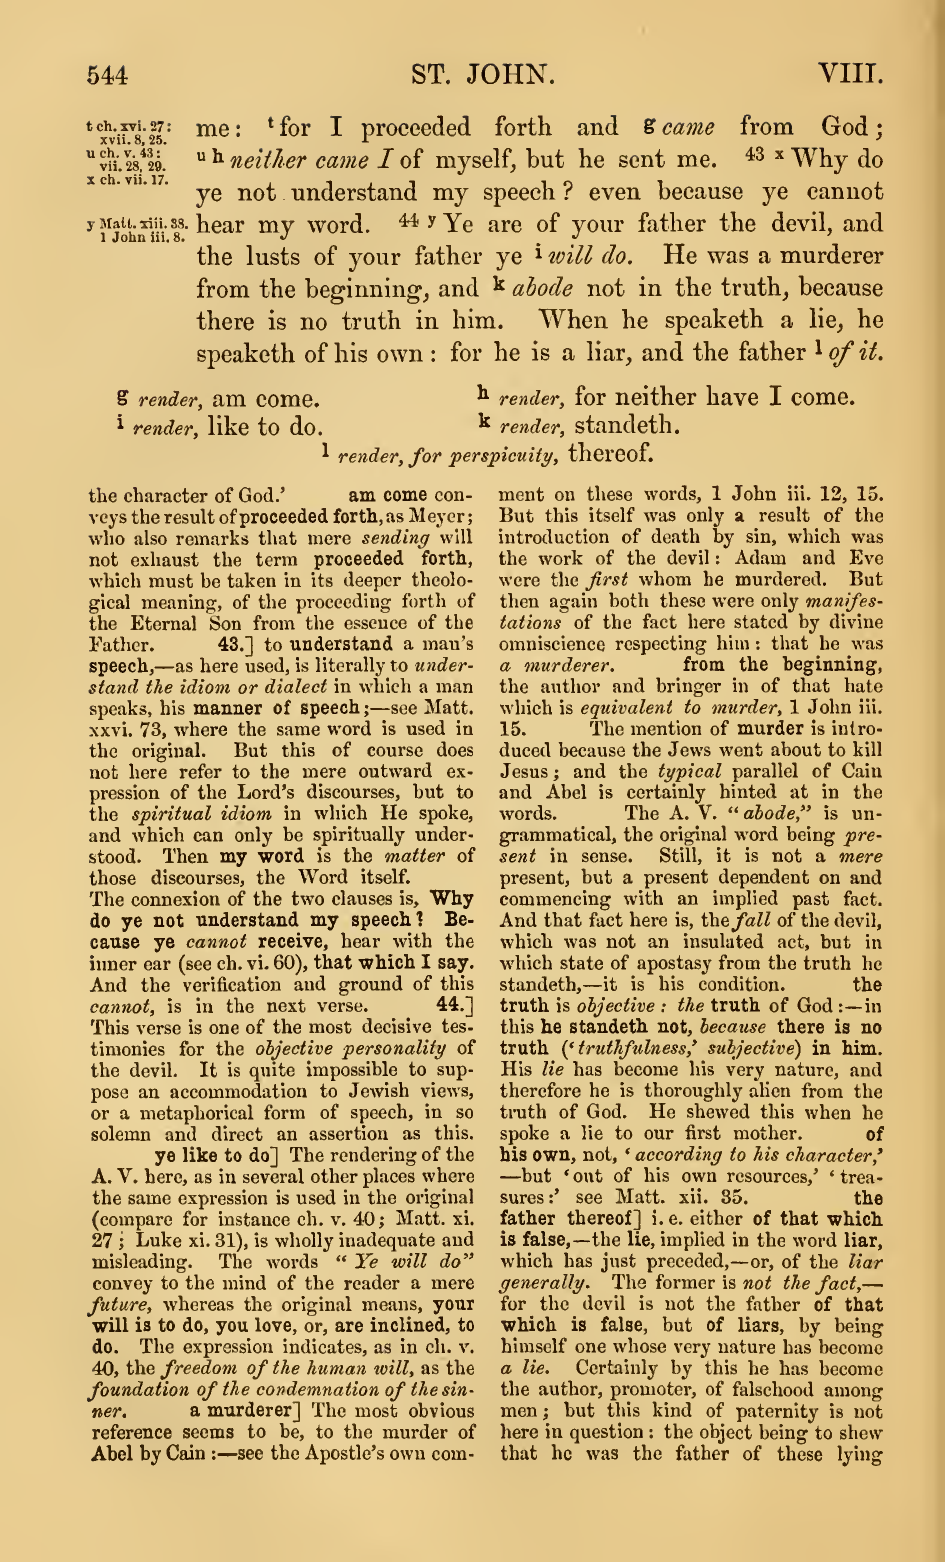 544 ST. JOHN. VIII.
t ch. xvi. 27:
xvii. 8, 25.
u ch. v. 43:
vii. 28, 29.
x ch. vii. 17.
y Matt. xiii. 38.
1 John iii. 8.
me: t for I proceeded forth and g came from God;
u h neither came I of myself, but he sent me. 43 x Why do
ye not understand my speech? even because ye cannot
hear my word. 44 y Ye are of your father the devil, and
the lusts of your father ye i will do. He was a murderer
from the beginning, and k abode not in the truth, because
there is no truth in him. When he speaketh a lie, he
speaketh of his own: for he is a liar, and the father l of it.
g render, am come. h render, for neither have I come.
i render, like to do. k render, standeth.
l render, for perspicuity, thereof.
the character of God.’ am come con-
veys the result of proceeded forth, as Meyer;
who also remarks that mere sending will
not exhaust the term proceeded forth,
which must be taken in its deeper theolo-
gical meaning, of the proceeding forth of
the Eternal Son from the essence of the
Father. 43.] to understand a man's
speech,—as here used, is literally to under-
stand the idiom or dialect in which a man
speaks, his manner of speech;—see Matt.
xxvi. 73, where the same word is used in
the original. But this of course does
not here refer to the mere outward ex-
pression of the Lord's discourses, but to
the spiritual idiom in which He spoke,
and which can only be spiritually under-
stood. Then my word is the matter of
those discourses, the Word itself.
The connexion of the two clauses is, Why
do ye not understand my speech? Be-
cause ye cannot receive, hear with the
inner ear (see ch. vi. 60), that which I say.
And the verification and ground of this
cannot, is in the next verse. 44.]
This verse is one of the most decisive tes-
timonies for the objective personality of
the devil. It is quite impossible to sup-
pose an accommodation to Jewish views,
or a metaphorical form of speech, in so
solemn and direct an assertion as this.
ye like to do] The rendering of the
A. V. here, as in several other places where
the same expression is used in the original
(compare for instance ch. v. 40; Matt. xi.
27; Luke xi. 31), is wholly inadequate and
misleading. The words “Ye will do”
convey to the mind of the reader a mere
future, whereas the original means, your
will is to do, you love, or, are inclined, to
do. The expression indicates, as in ch. v.
40, the freedom of the human will, as the
foundation of the condemnation of the sin-
ner. a murderer] The most obvious
reference seems to be, to the murder of
Abel by Cain:—see the Apostle's own com-
ment on these words, 1 John iii. 12, 15.
But this itself was only a result of the
introduction of death by sin, which was
the work of the devil: Adam and Eve
were the first whom he murdered. But
then again both these were only manifes-
tations of the fact here stated by divine
omniscience respecting him: that he was
a murderer. from the beginning,
the author and bringer in of that hate
which is equivalent to murder, 1 John iii.
15. The mention of murder is intro-
duced because the Jews went about to kill
Jesus; and the typical parallel of Cain
and Abel is certainly hinted at in the
words. The A. V. “abode,” is un-
grammatical, the original word being pre-
sent in sense. Still, it is not a mere
present, but a present dependent on and
commencing with an implied past fact.
And that fact here is, the fall of the devil,
which was not an insulated act, but in
which state of apostasy from the truth he
standeth,—it is his condition. the
truth is objective: the truth of God:—in
this he standeth not, because there is no
truth (‘truthfulness,’ subjective) in him.
His lie has become his very nature, and
therefore he is thoroughly alien from the
truth of God. He shewed this when he
spoke a lie to our first mother. of
his own, not, ‘according to his character,’
—but ‘out of his own resources,’ ‘trea-
sures:’ see Matt. xii. 35. the
father thereof] i. e. either of that which
is false,—the lie, implied in the word liar,
which has just preceded,—or, of the liar
generally. The former is not the fact,—
for the devil is not the father of that
which is false, but of liars, by being
himself one whose very nature has become
a lie. Certainly by this he has become
the author, promoter, of falsehood among
men; but this kind of paternity is not
here in question: the object being to shew
that he was the father of these lying